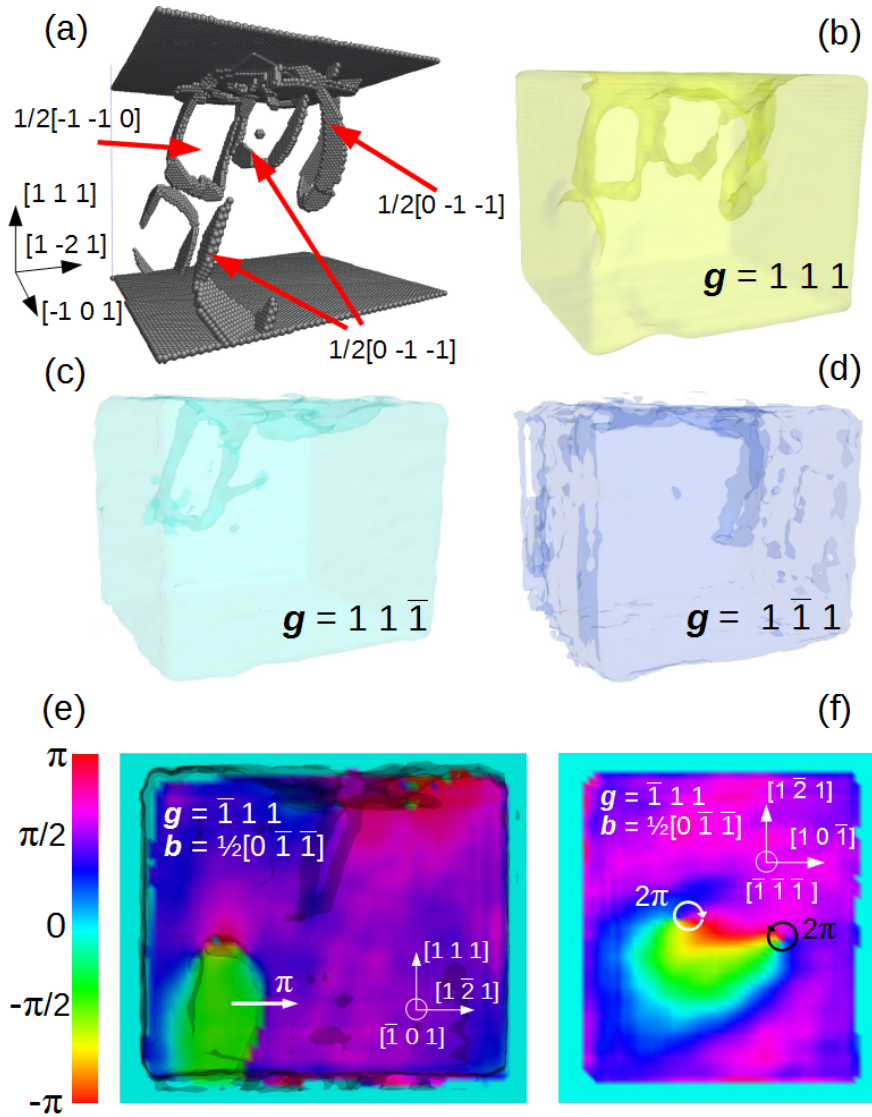 (a)
(b)
1/2[-1 -1 0]
[1 1 1]
[1 -2 1]
[-1 0 1]
1/2[0 -1 -1]
1/2[0 -1 -1]
g = 1 1 1
(c)
(d)
g = 1 1 1̅
g = 1 1̅ 1
(e)
(f)
π
π/2
0
-π/2
-π
g = 1̅ 1 1
b = ½[0 1̅ 1̅]
π
[1 1 1]
[1 2̅ 1]
[1̅ 0 1]
g = 1̅ 1 1
b = ½[0 1̅ 1̅]
[1 2̅ 1]
[1 0 1̅]
[1̅ 1̅ 1̅]
2π
2π